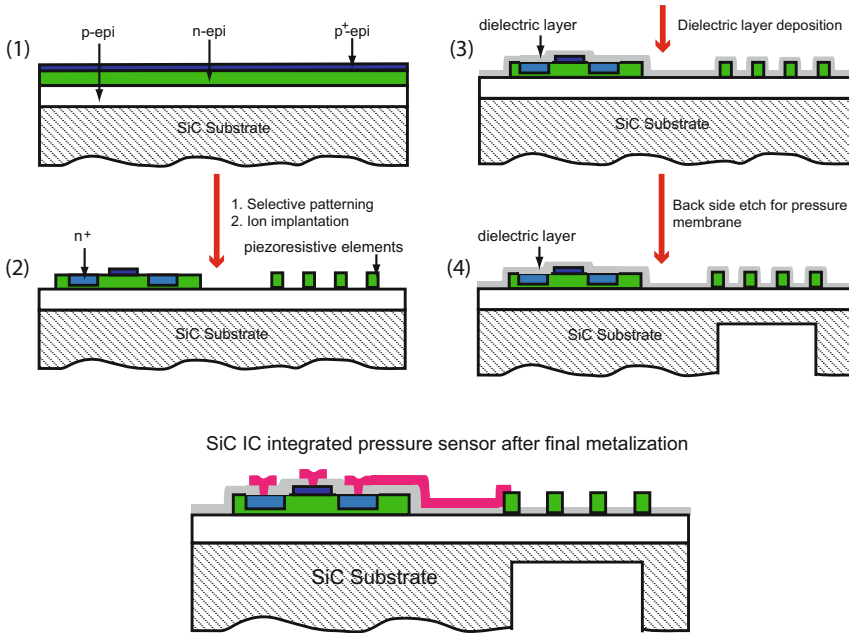 (1)
p-epi
n-epi
p+-epi
SiC Substrate
1. Selective patterning
2. Ion implantation
(2)
n+
piezoresistive elements
SiC Substrate
(3)
dielectric layer
Dielectric layer deposition
SiC Substrate
Back side etch for pressure
membrane
(4)
dielectric layer
SiC Substrate
SiC IC integrated pressure sensor after final metalization
SiC Substrate